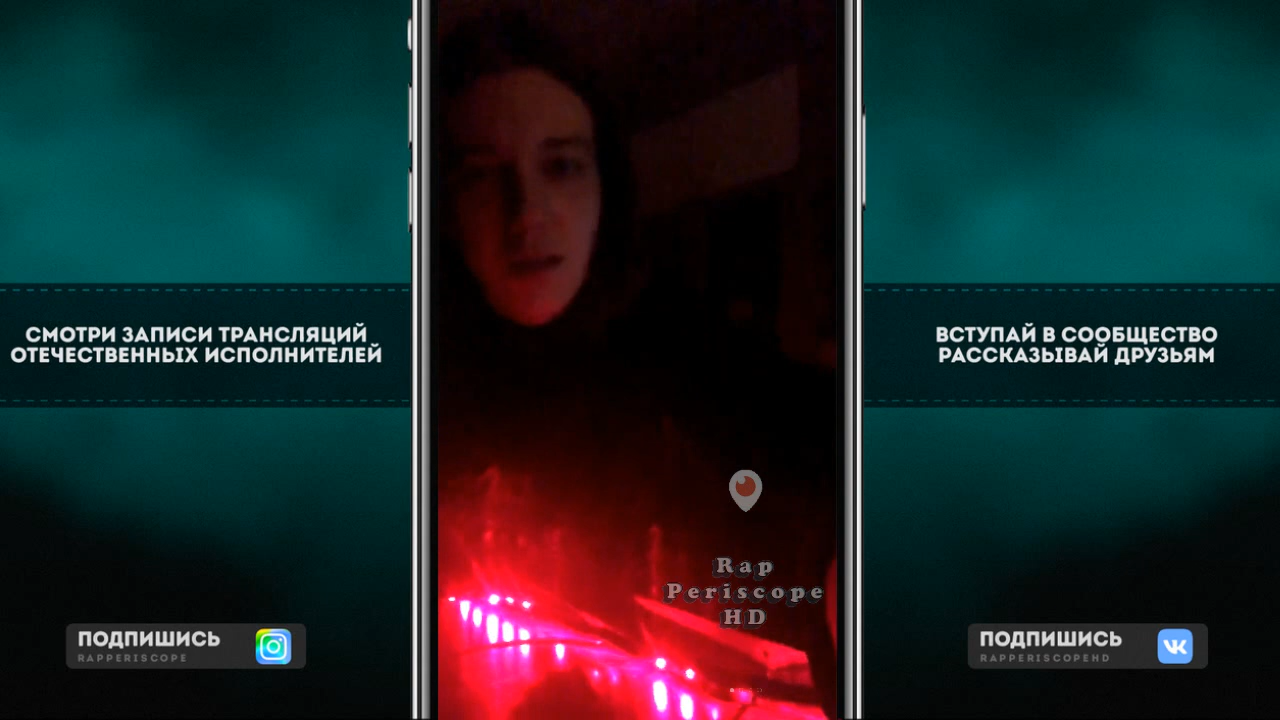 СМОТРИ ЗАПИСИ ТРАНСЛЯЦИЙ
ОТЕЧЕСТВЕННЫХ ИСПОЛНИТЕЛЕЙ
ВСТУПАЙ В СООБЩЕСТВО
РАССКАЗЫВАЙ ДРУЗЬЯМ
Rap
Periscope
HD
ПОДПИШИСЬ
RAPPERISCOPE
ПОДПИШИСЬ
RAPPERISCOPEHD